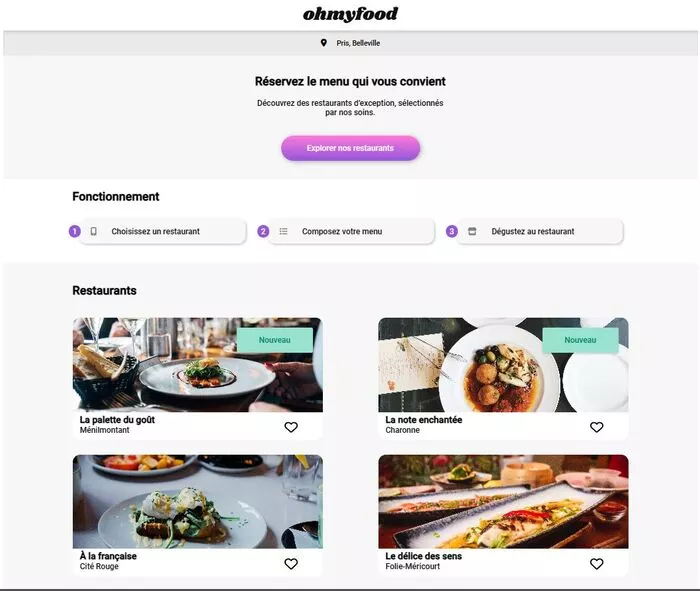 ohmyfood
Pris, Belleville
Réservez le menu qui vous convient
Découvrez des restaurants d'exception, sélectionnés
par nos soins.
Explorer nos restaurants
Fonctionnement
1 Choisissez un restaurant
2 Composez votre menu
3 Dégustez au restaurant
Restaurants
Nouveau
La palette du goût
Ménilmontant
Nouveau
La note enchantée
Charonne
À la française
Cité Rouge
Le délice des sens
Folie-Méricourt